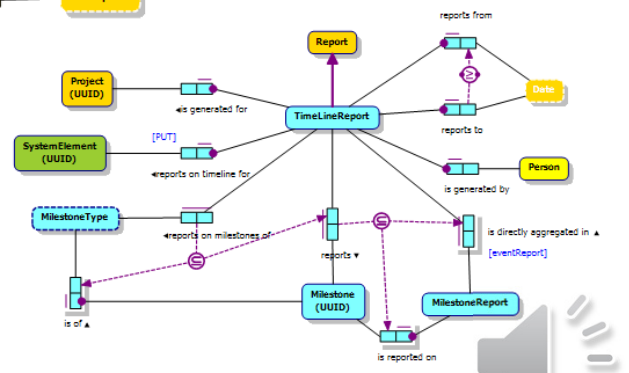 reports from
Report
Project
(UUID)
Date
◄is generated for
TimeLineReport
≥
reports to
[PUT]
SystemElement
(UUID)
◄reports on timeline for
Person
is generated by
MilestoneType
◄reports on milestones of
is directly aggregated in ▲
[eventReport]
reports ▼
Milestone
(UUID)
MilestoneReport
is of ▲
is reported on